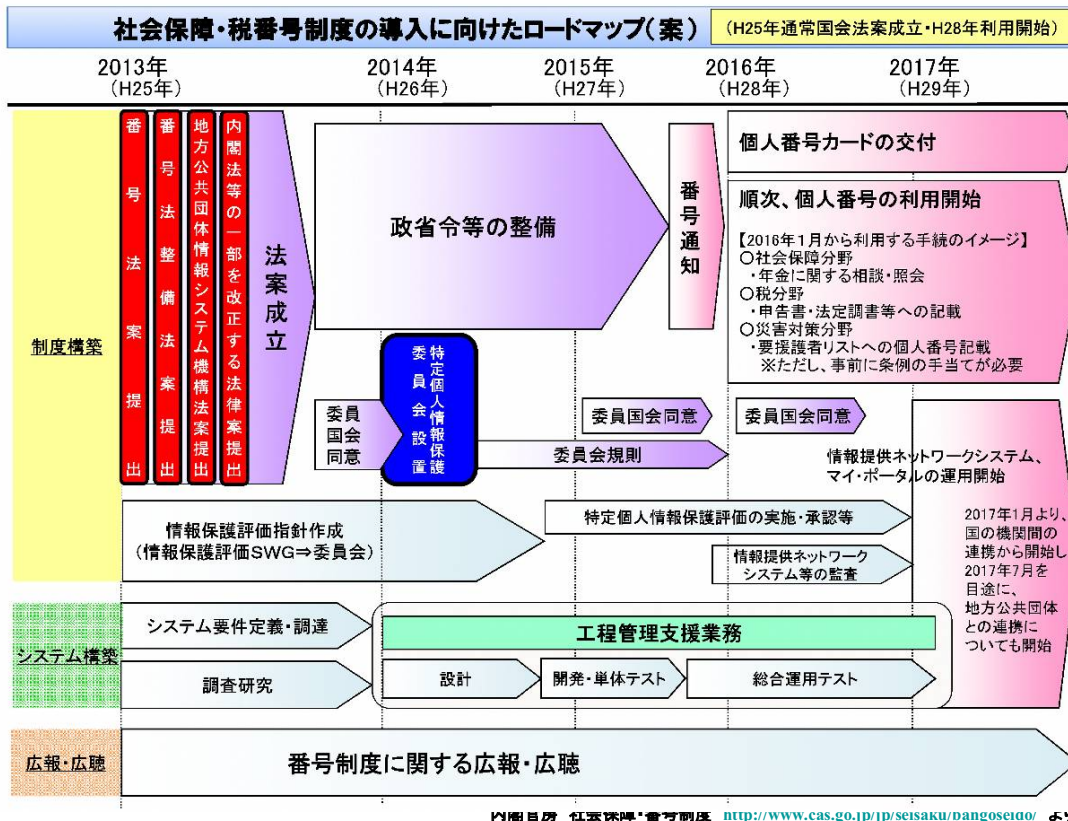 社会保障・税番号制度の導入に向けたロードマップ(案)
(H25年通常国会法案成立・H28年利用開始)
2013年
(H25年)
2014年
(H26年)
2015年
(H27年)
2016年
(H28年)
2017年
(H29年)
制度構築
番号法案提出
番号法整備法案提出
地方公共団体情報システム機構法案提出
内閣法等の一部を改正する法律案提出
法案成立
政省令等の整備
番号通知
個人番号カードの交付
順次、個人番号の利用開始
【2016年1月から利用する手続のイメージ】
○社会保障分野
・年金に関する相談・照会
○税分野
・申告書・法定調書等への記載
○災害対策分野
・要援護者リストへの個人番号記載
※ただし、事前に条例の手当てが必要
委員
国会
同意
特定個人情報保護
委員会設置
委員国会同意
委員国会同意
委員会規則
情報提供ネットワークシステム、
マイ・ポータルの運用開始
2017年1月より、
国の機関間の
連携から開始し、
2017年7月を
目途に、
地方公共団体
との連携に
ついても開始
情報保護評価指針作成
(情報保護評価SWG⇒委員会)
特定個人情報保護評価の実施・承認等
情報提供ネットワーク
システム等の監査
システム構築
システム要件定義・調達
調査研究
工程管理支援業務
設計
開発・単体テスト
総合運用テスト
広報・広聴
番号制度に関する広報・広聴
内閣官房 社会保障・番号制度 http://www.cas.go.jp/jp/seisaku/bangoseido/ より